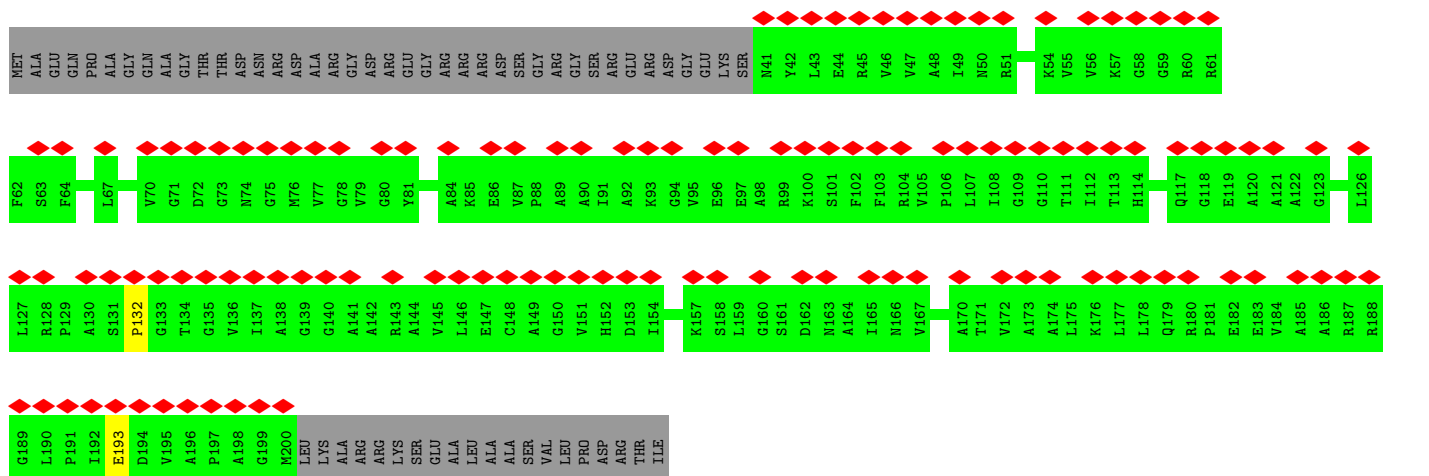 MET ALA GLU GLN PRO ALA GLY GLN ALA GLY THR THR ASP ASN ARG ASP ALA ARG GLY ASP ARG GLU GLY ARG ARG ARG ASP SER GLY ARG GLY SER ARG GLU ARG ASP GLY GLU LYS SER N41 Y42 L43 E44 R45 V46 V47 A48 I49 N50 R51 K54 V55 V56 K57 G58 G59 R60 R61
F62 S63 F64 L67 V70 G71 D72 G73 N74 G75 M76 V77 G78 V79 G80 Y81 A84 K85 E86 V87 P88 A89 A90 I91 A92 K93 G94 V95 E96 E97 A98 R99 K100 S101 F102 F103 R104 V105 P106 L107 I108 G109 G110 T111 I112 T113 H114 Q117 G118 E119 A120 A121 A122 G123 L126
L127 R128 P129 A130 S131 P132 G133 T134 G135 V136 I137 A138 G139 G140 A141 A142 R143 A144 V145 L146 E147 C148 A149 G150 V151 H152 D153 I154 K157 S158 L159 G160 S161 D162 N163 A164 I165 N166 V167 A170 T171 V172 A173 A174 L175 K176 L177 L178 Q179 R180 P181 E182 E183 V184 A185 A186 R187 R188
G189 L190 P191 I192 E193 D194 V195 A196 P197 A198 G199 M200 LEU LYS ALA ARG ARG LYS SER GLU ALA LEU ALA ALA SER VAL LEU PRO ASP ARG THR ILE